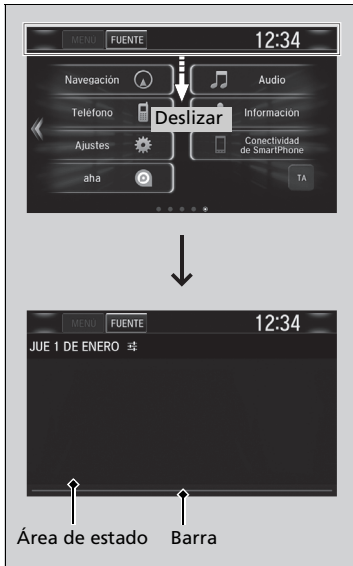 MENU FUENTE 12:34
Navegación Audio
Teléfono Deslizar Información
Ajustes Conectividad
de SmartPhone
aha TA
MENU FUENTE 12:34
JUE 1 DE ENERO
Área de estado Barra